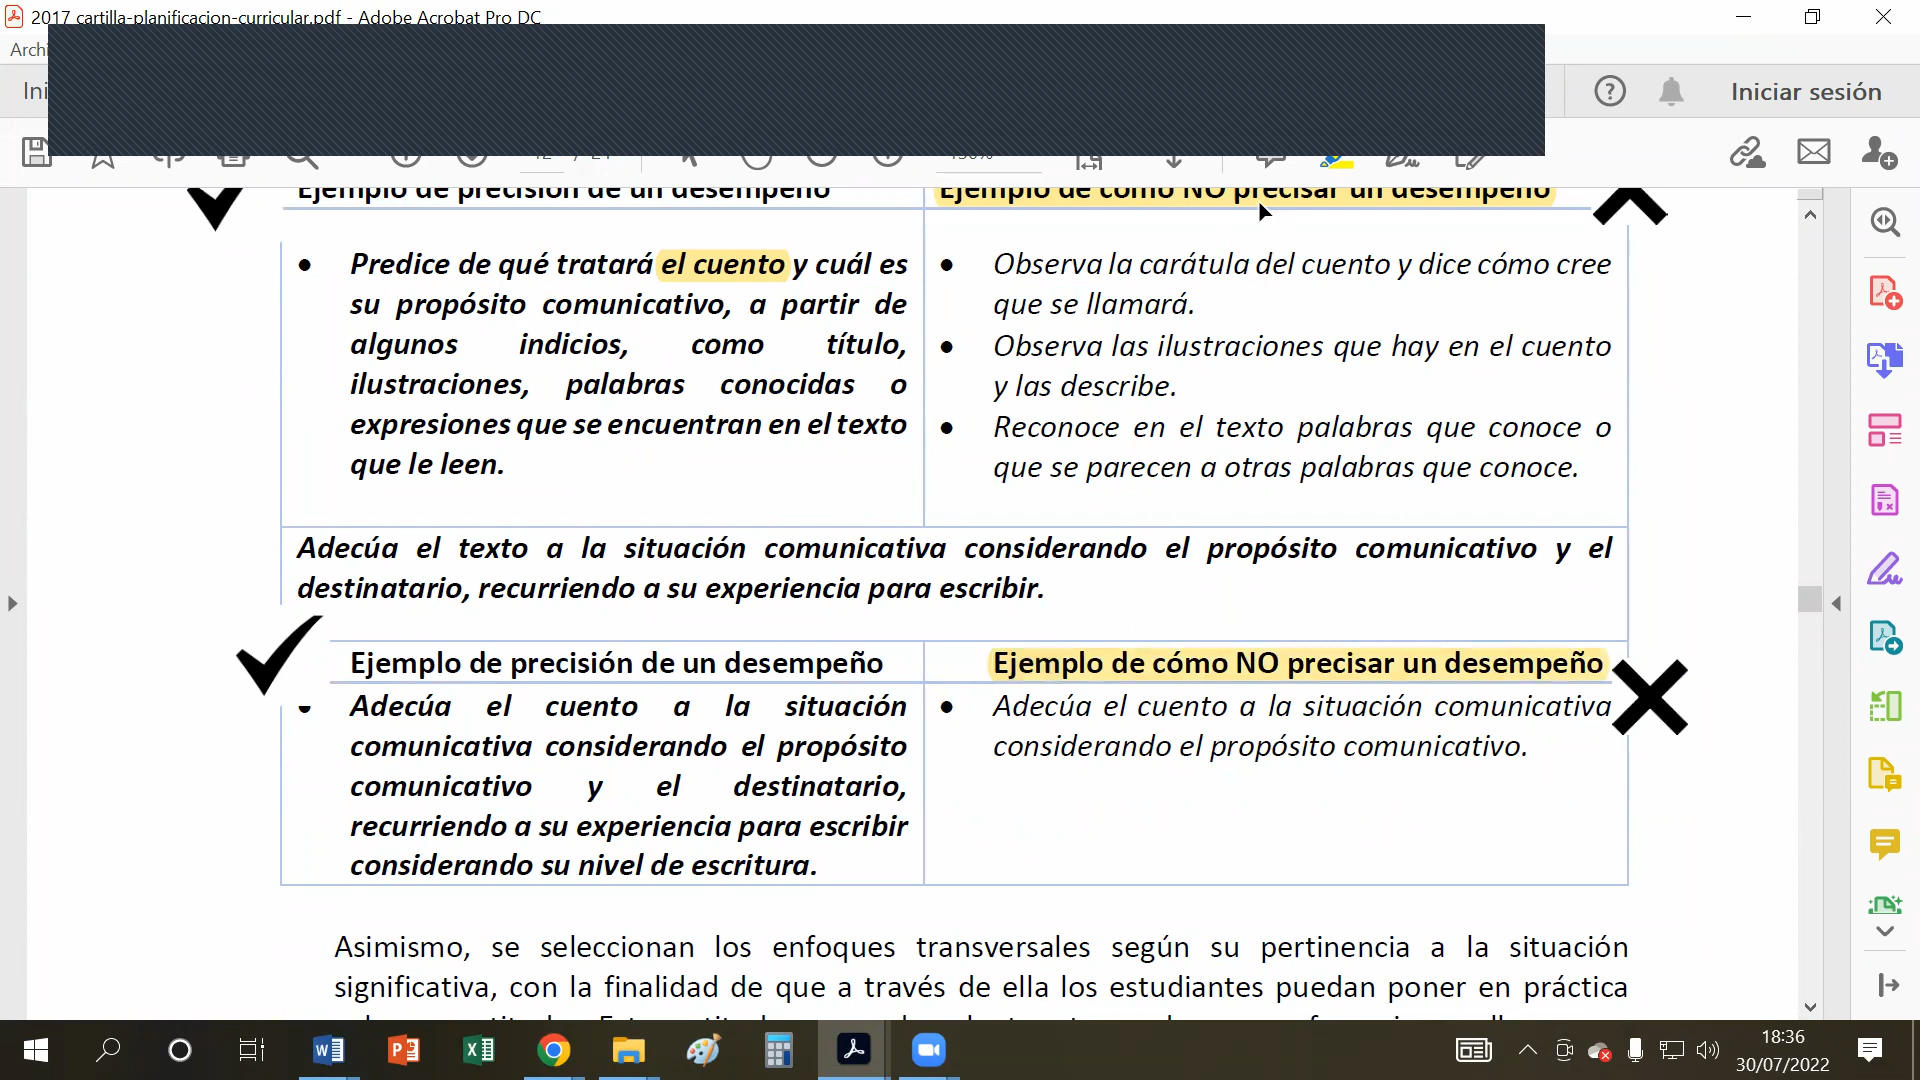 2017 cartilla-planificacion-curricular.pdf - Adobe Acrobat Pro DC
Archi
Ini
Iniciar sesión
Ejemplo de precisión de un desempeño
Ejemplo de cómo NO precisar un desempeño
• Predice de qué tratará el cuento y cuál es
su propósito comunicativo, a partir de
algunos indicios, como título,
ilustraciones, palabras conocidas o
expresiones que se encuentran en el texto
que le leen.
• Observa la carátula del cuento y dice cómo cree
que se llamará.
• Observa las ilustraciones que hay en el cuento
y las describe.
• Reconoce en el texto palabras que conoce o
que se parecen a otras palabras que conoce.
Adecúa el texto a la situación comunicativa considerando el propósito comunicativo y el
destinatario, recurriendo a su experiencia para escribir.
Ejemplo de precisión de un desempeño
Ejemplo de cómo NO precisar un desempeño
• Adecúa el cuento a la situación
comunicativa considerando el propósito
comunicativo y el destinatario,
recurriendo a su experiencia para escribir
considerando su nivel de escritura.
• Adecúa el cuento a la situación comunicativa
considerando el propósito comunicativo.
Asimismo, se seleccionan los enfoques transversales según su pertinencia a la situación
significativa, con la finalidad de que a través de ella los estudiantes puedan poner en práctica
18:36
30/07/2022